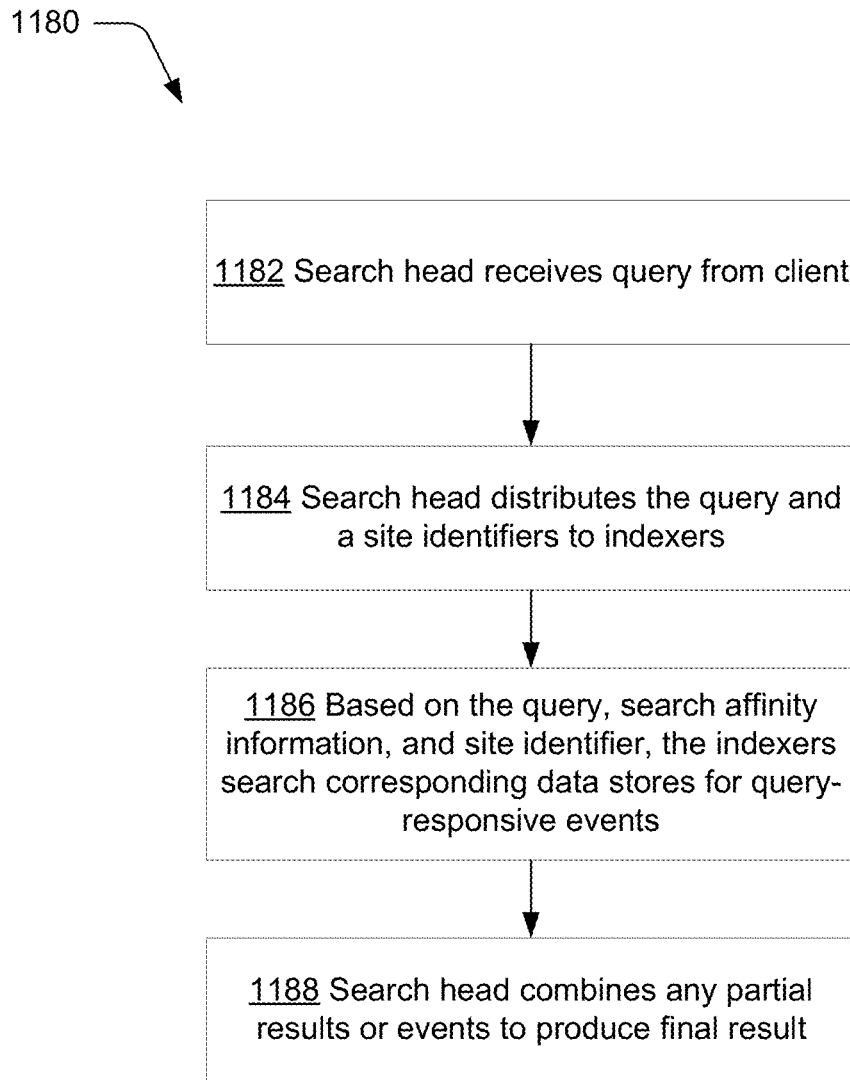 1180
1182 Search head receives query from client
1184 Search head distributes the query and
a site identifiers to indexers
1186 Based on the query, search affinity
information, and site identifier, the indexers
search corresponding data stores for query-
responsive events
1188 Search head combines any partial
results or events to produce final result